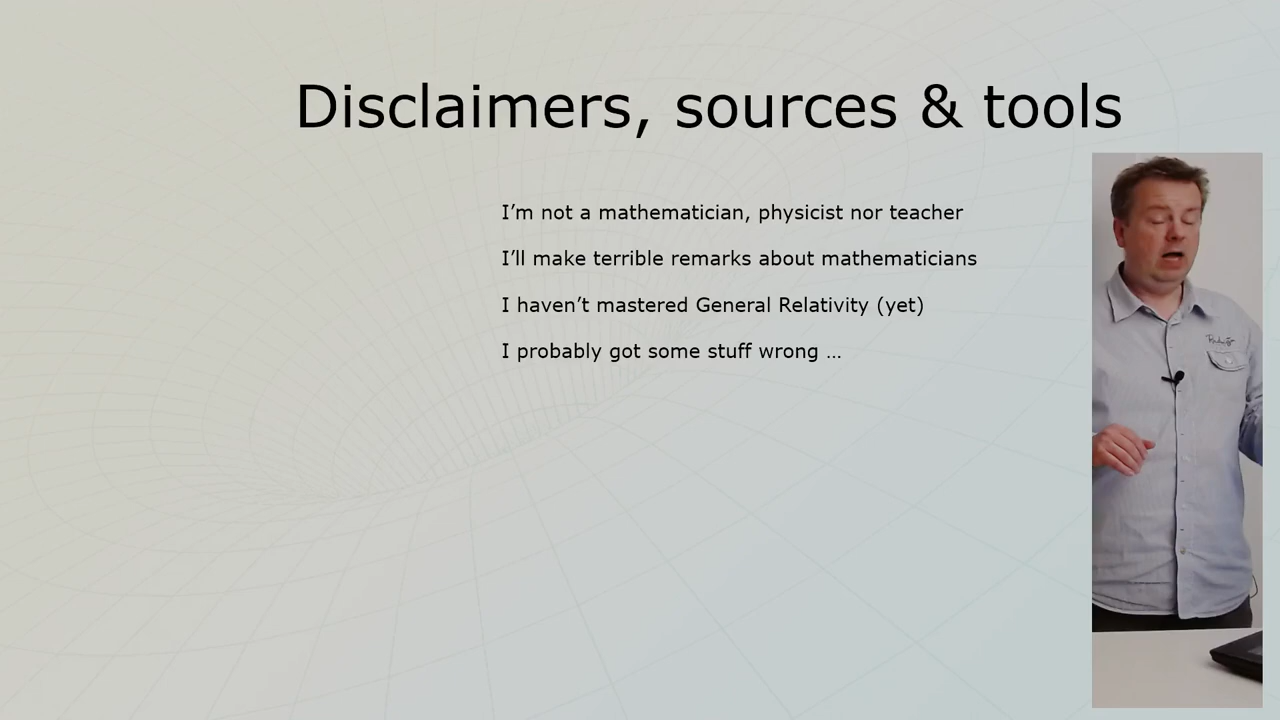 Disclaimers, sources & tools
I’m not a mathematician, physicist nor teacher
I’ll make terrible remarks about mathematicians
I haven’t mastered General Relativity (yet)
I probably got some stuff wrong …